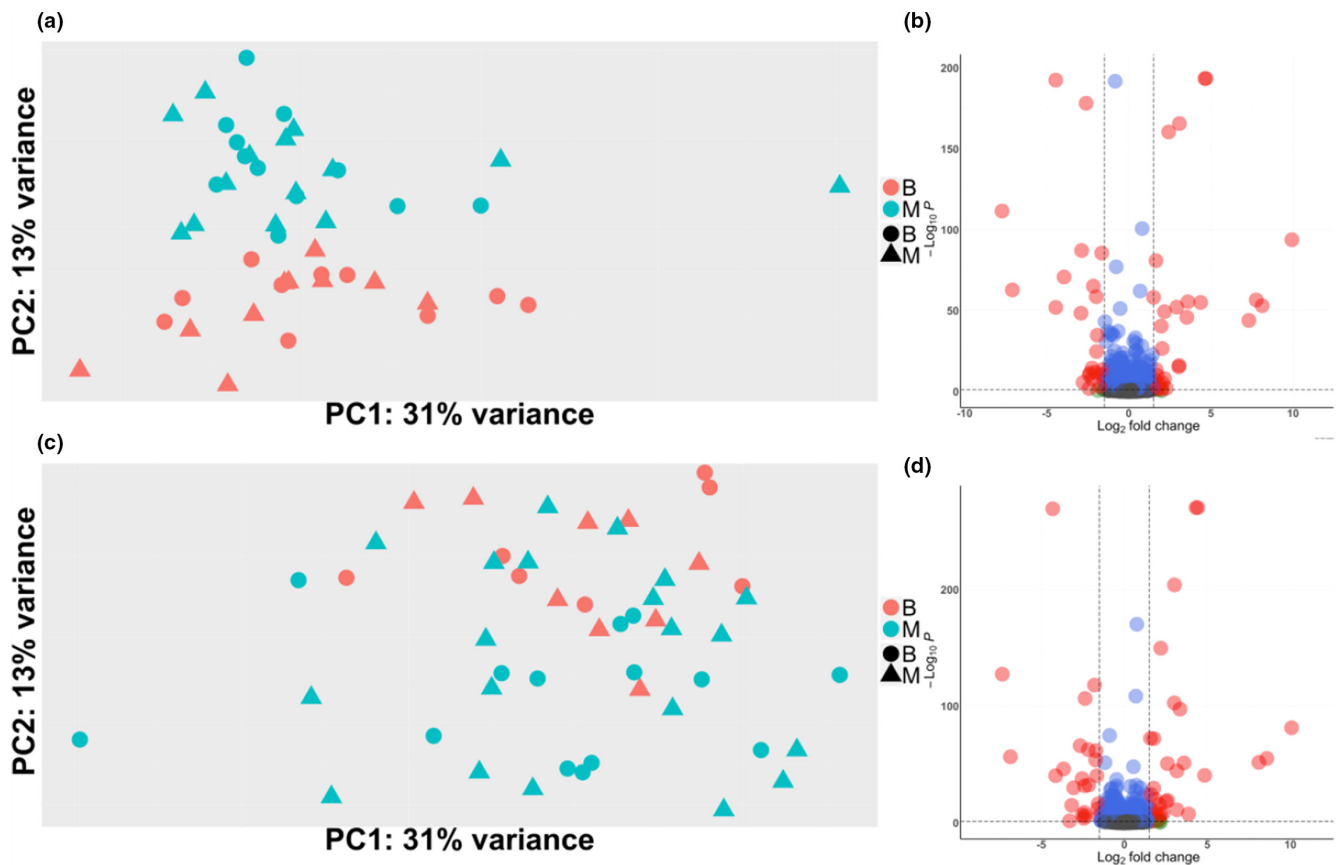 (a)
PC2: 13% variance
PC1: 31% variance
B
M
B
M
(b)
-Log10 P
200
150
100
50
0
-10
-5
0
5
10
Log2 fold change
(c)
PC2: 13% variance
PC1: 31% variance
B
M
B
M
(d)
-Log10 P
200
100
0
-5
0
5
10
Log2 fold change